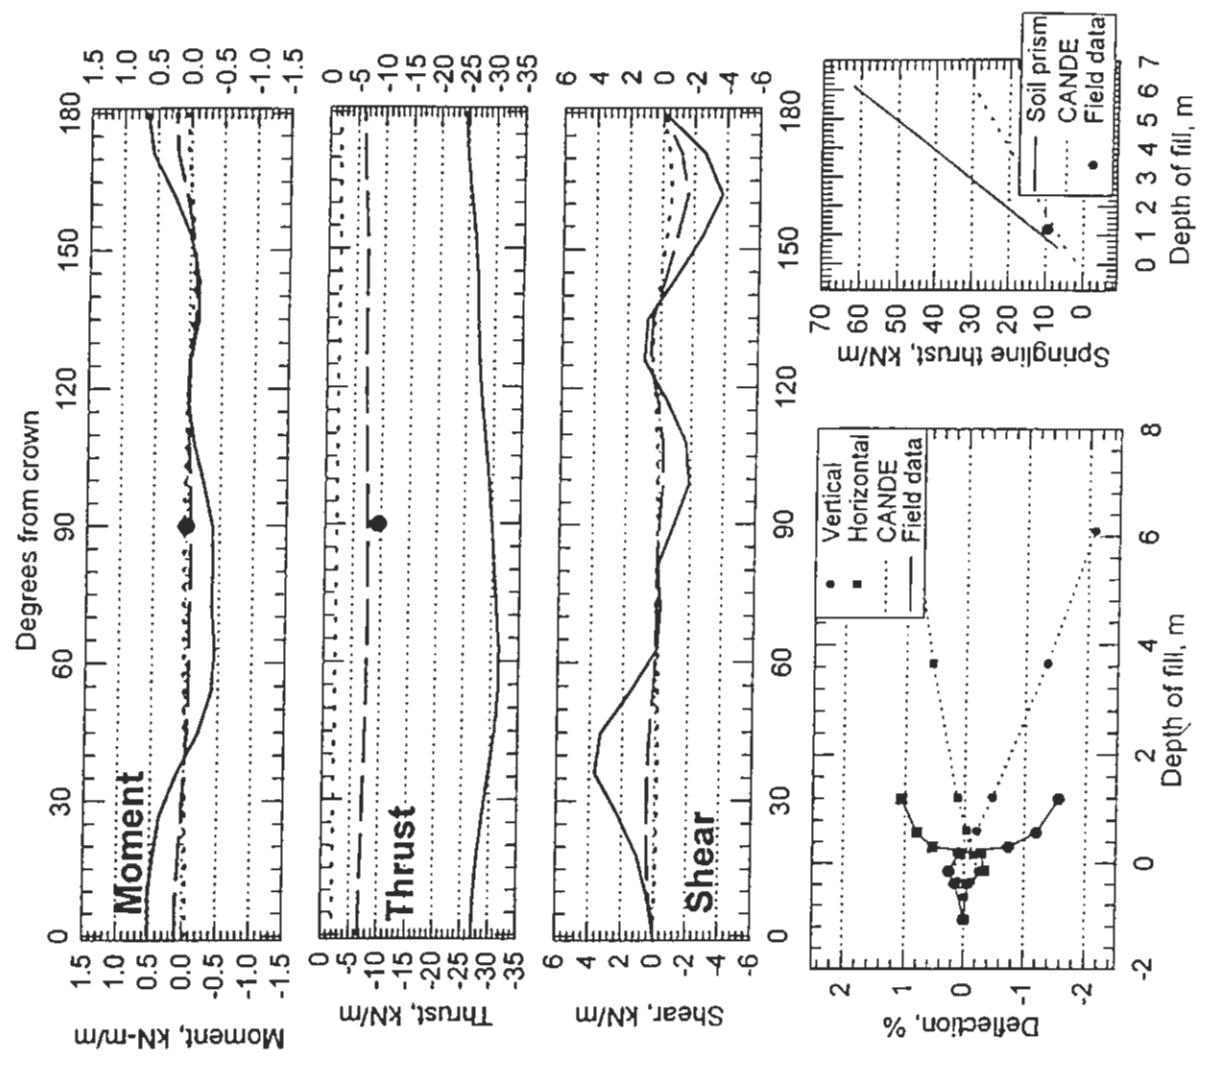 Degrees from crown
0 30 60 90 120 150 180
Moment, kN-m/m
1.5
1.0
0.5
0.0
-0.5
-1.0
-1.5
Moment
1.5
1.0
0.5
0.0
-0.5
-1.0
-1.5
Thrust, kN/m
0
-5
-10
-15
-20
-25
-30
-35
Thrust
0
-5
-10
-15
-20
-25
-30
-35
Shear, kN/m
6
4
2
0
-2
-4
-6
Shear
6
4
2
0
-2
-4
-6
0 30 60 90 120 150 180
Deflection, %
2
1
0
-1
-2
Vertical
Horizontal
CANDE
Field data
-2 0 2 4 6 8
Depth of fill, m
Springline thrust, kN/m
70
60
50
40
30
20
10
0
Soil prism
CANDE
Field data
0 1 2 3 4 5 6 7
Depth of fill, m